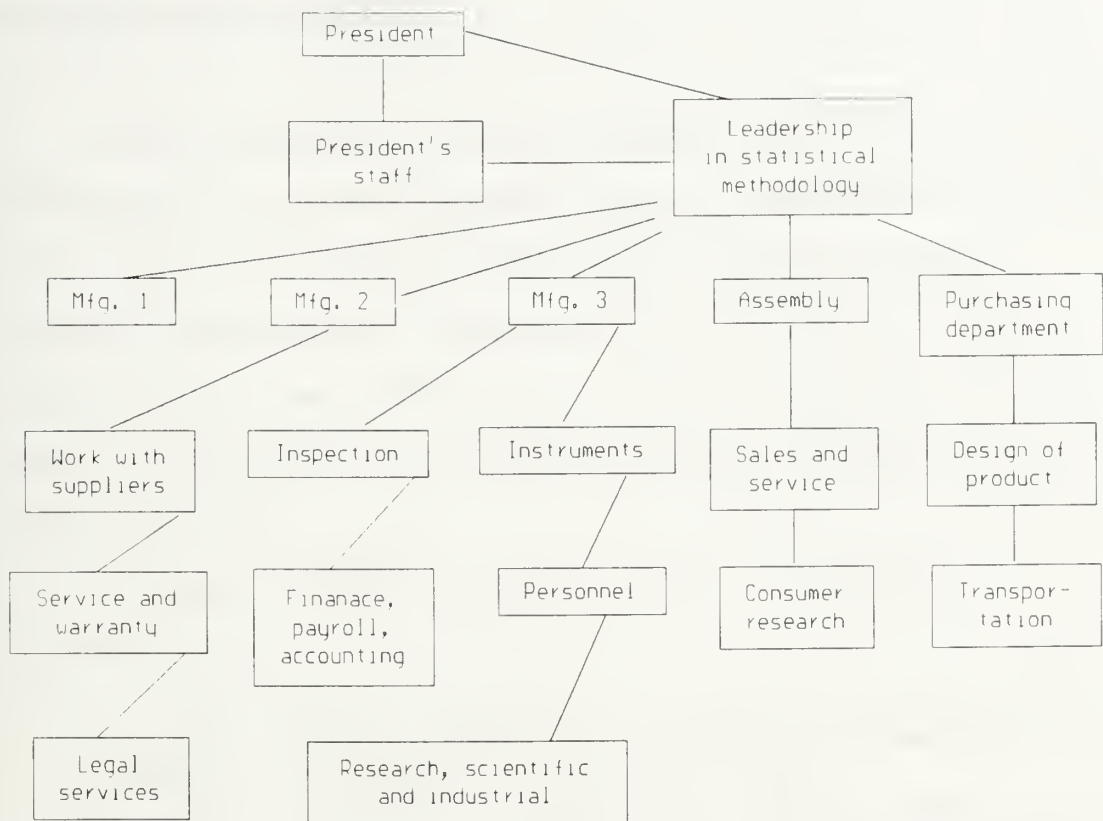 President
President's
staff
Leadership
in statistical
methodology
Mfg. 1
Mfg. 2
Mfg. 3
Assembly
Purchasing
department
Work with
suppliers
Inspection
Instruments
Sales and
service
Design of
product
Service and
warranty
Finanace,
payroll,
accounting
Personnel
Consumer
research
Transpor-
tation
Legal
services
Research, scientific
and industrial